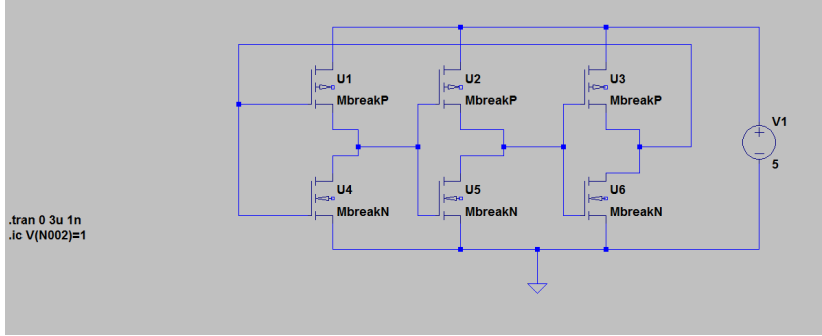 U1
MbreakP
U2
MbreakP
U3
MbreakP
V1
5
U4
MbreakN
U5
MbreakN
U6
MbreakN
.tran 0 3u 1n
.ic V(N002)=1